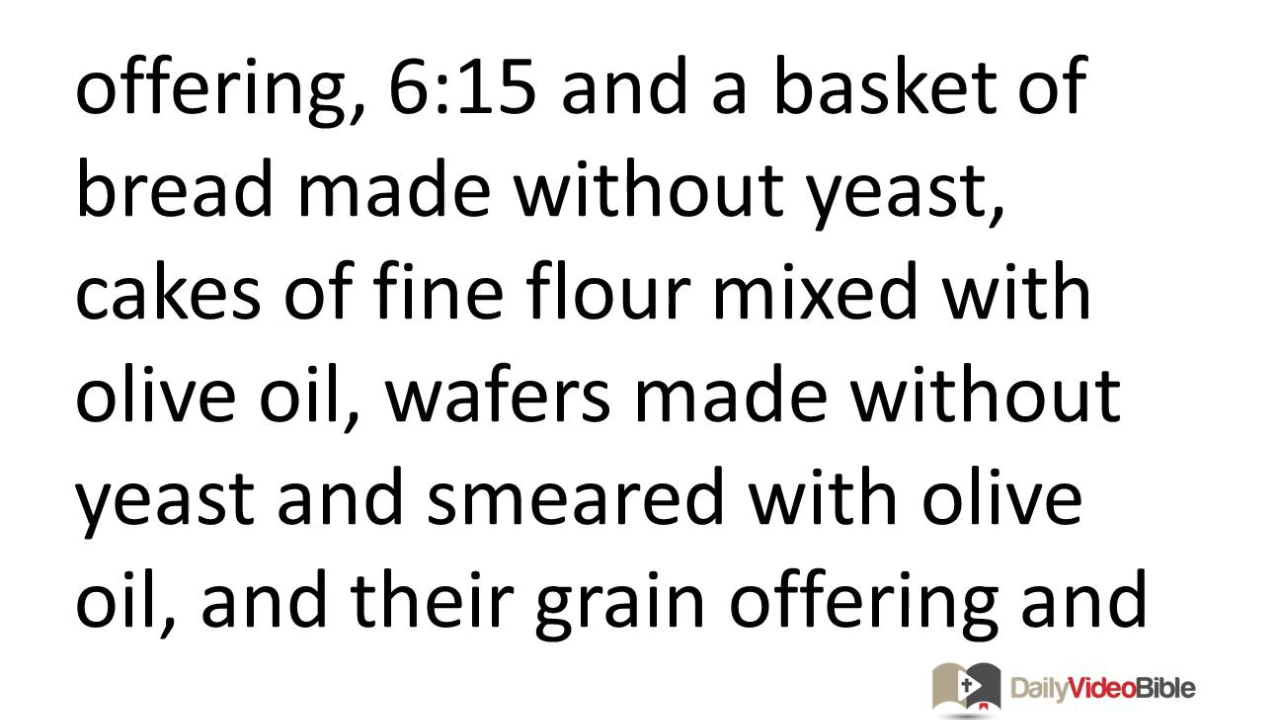 offering, 6:15 and a basket of
bread made without yeast,
cakes of fine flour mixed with
olive oil, wafers made without
yeast and smeared with olive
oil, and their grain offering and
DailyVideoBible